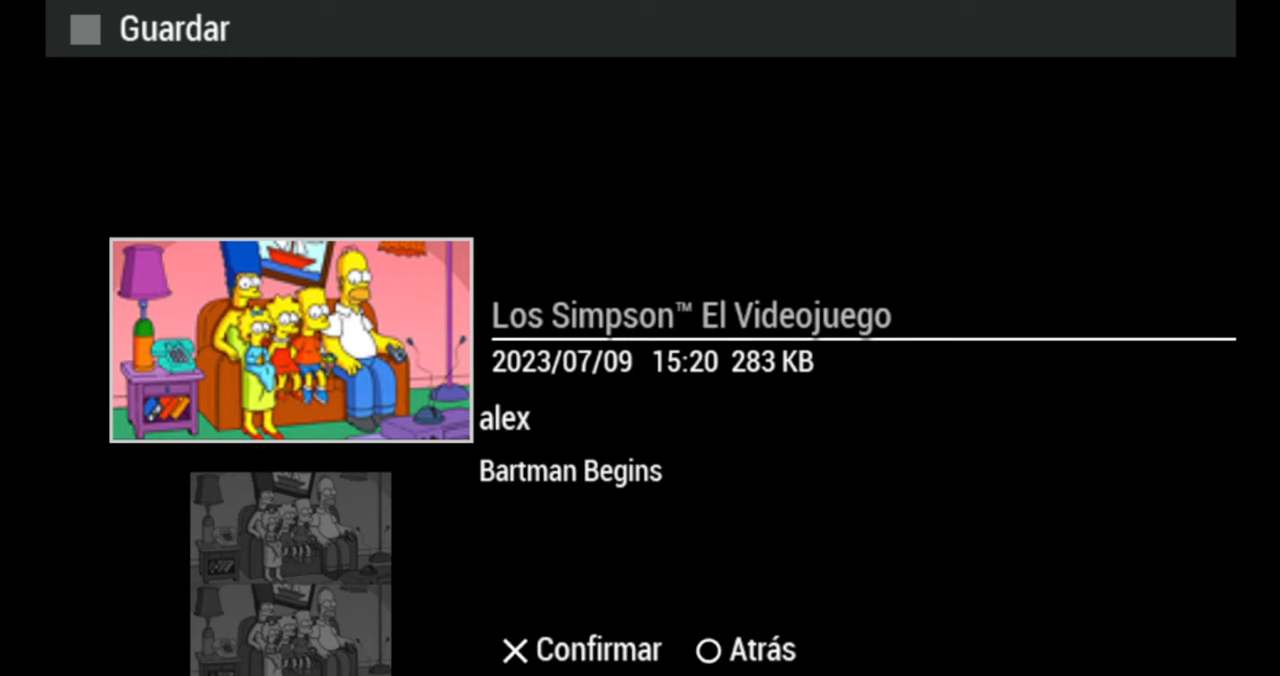 Guardar
Los Simpson™ El Videojuego
2023/07/09 15:20 283 KB
alex
Bartman Begins
Confirmar Atrás